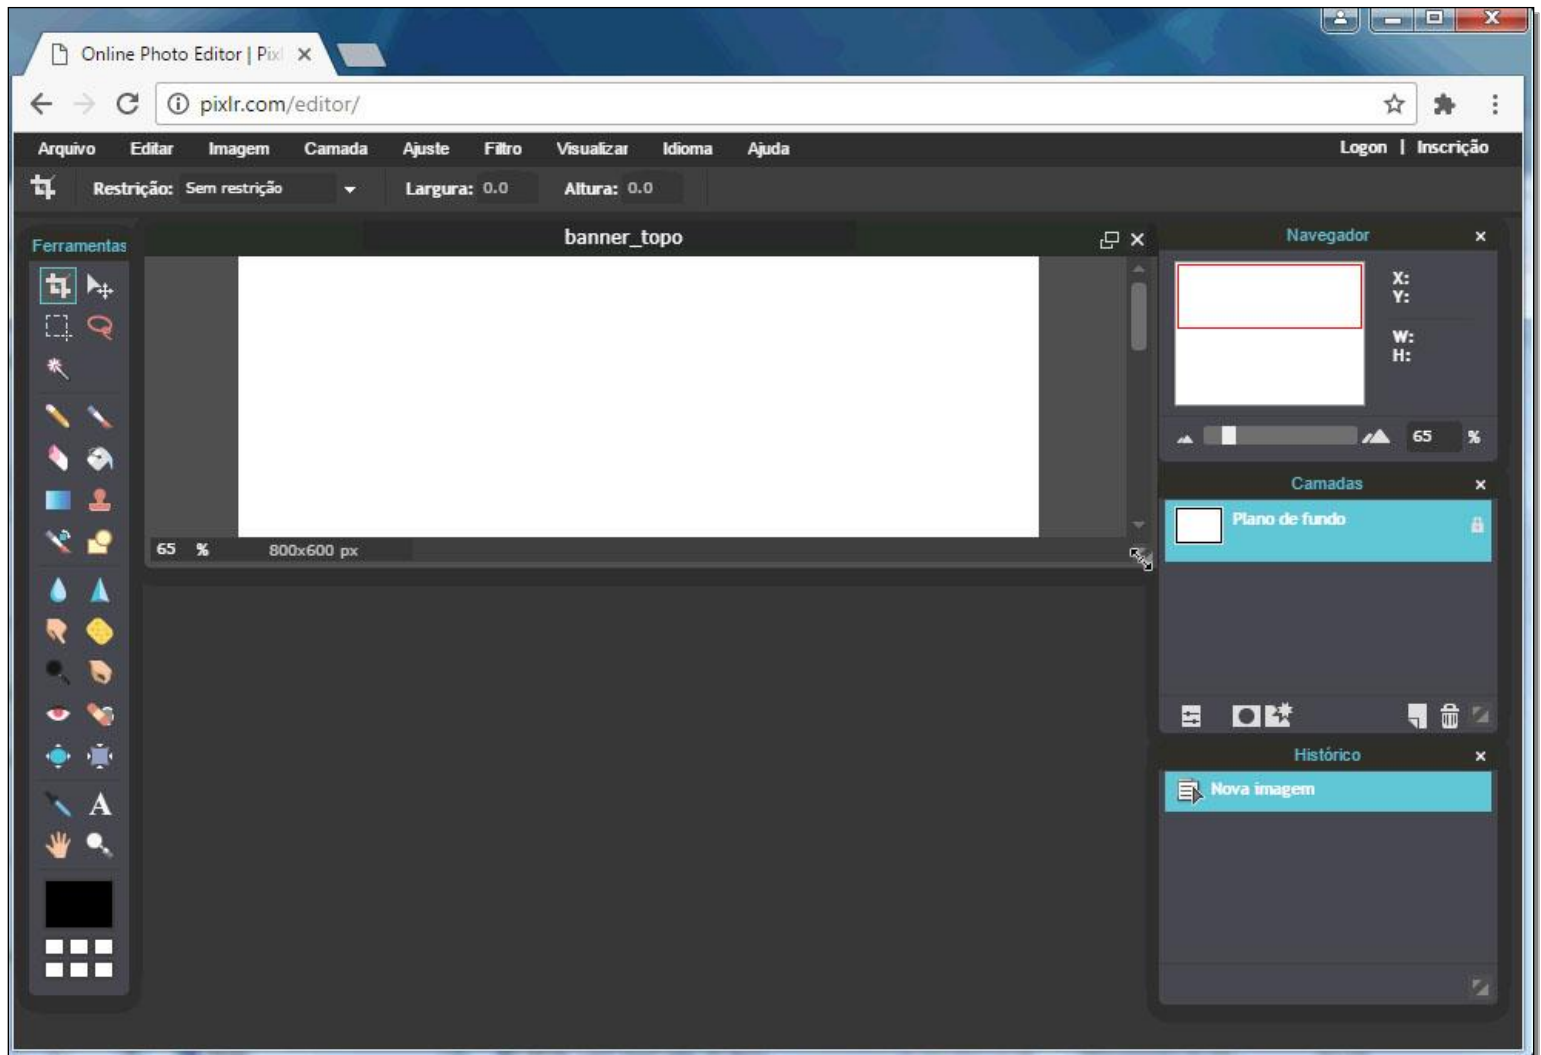 Online Photo Editor | Pixl
pixlr.com/editor/
Arquivo Editar Imagem Camada Ajuste Filtro Visualizar Idioma Ajuda Logon | Inscrição
Restrição: Sem restrição Largura: 0.0 Altura: 0.0
Ferramentas
A
banner_topo
65 % 800x600 px
Navegador
X:
Y:
W:
H:
65 %
Camadas
Plano de fundo
Histórico
Nova imagem